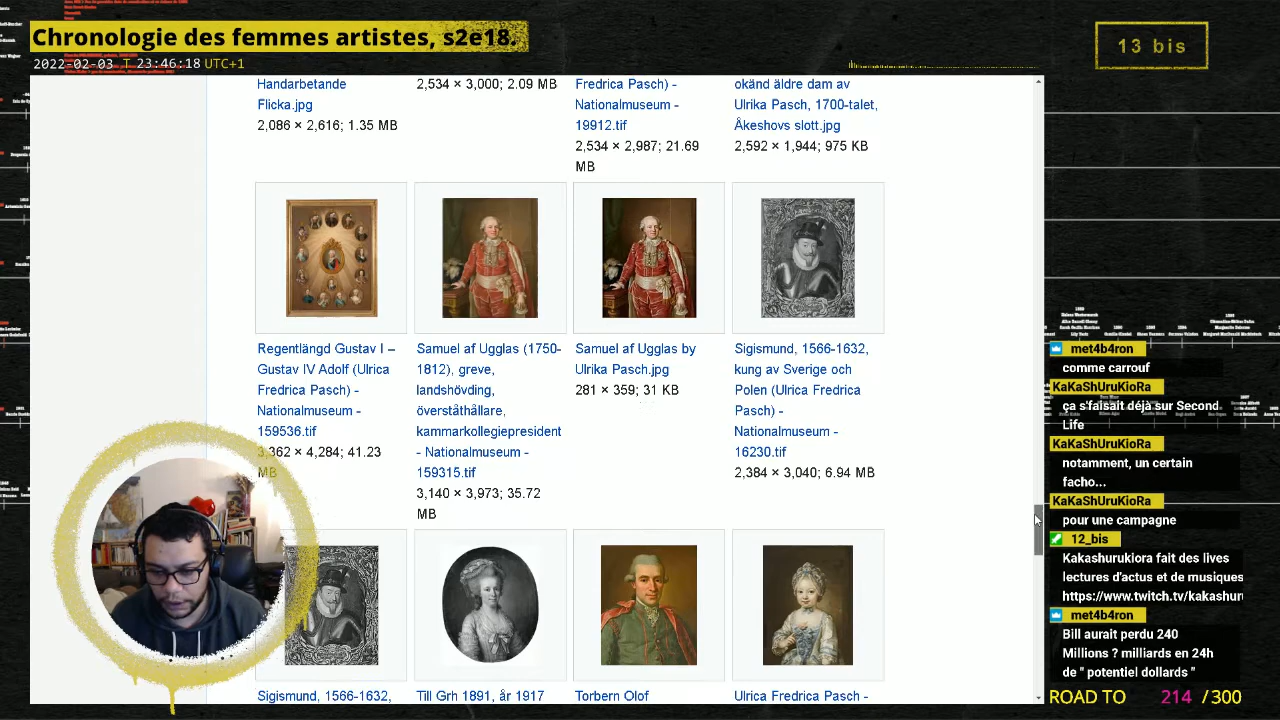 Chronologie des femmes artistes, s2e18.
2022-02-03 T 23:46:18 UTC+1
13 bis
Handarbetande
Flicka.jpg
2,086 × 2,616; 1.35 MB
2,534 × 3,000; 2.09 MB
Fredrica Pasch) -
Nationalmuseum -
19912.tif
2,534 × 2,987; 21.69
MB
okänd äldre dam av
Ulrika Pasch, 1700-talet,
Åkeshovs slott.jpg
2,592 × 1,944; 975 KB
Regentlängd Gustav I –
Gustav IV Adolf (Ulrica
Fredrica Pasch) -
Nationalmuseum -
159536.tif
3,362 × 4,284; 41.23
MB
Samuel af Ugglas (1750-
1812), greve,
landshövding,
överståthållare,
kammarkollegiepresident
- Nationalmuseum -
159315.tif
3,140 × 3,973; 35.72
MB
Samuel af Ugglas by
Ulrika Pasch.jpg
281 × 359; 31 KB
Sigismund, 1566-1632,
kung av Sverige och
Polen (Ulrica Fredrica
Pasch) -
Nationalmuseum -
16230.tif
2,384 × 3,040; 6.94 MB
Sigismund, 1566-1632,
Till Grh 1891, år 1917
Torbern Olof
Ulrica Fredrica Pasch -
met4b4ron
comme carrouf
KaKaShUruKioRa
ça s'faisait déjà sur Second
Life
KaKaShUruKioRa
notamment, un certain
facho...
KaKaShUruKioRa
pour une campagne
12_bis
Kakashurukiora fait des lives
lectures d'actus et de musiques
https://www.twitch.tv/kakashuru
met4b4ron
Bill aurait perdu 240
Millions ? milliards en 24h
de " potentiel dollards "
ROAD TO 214 / 300